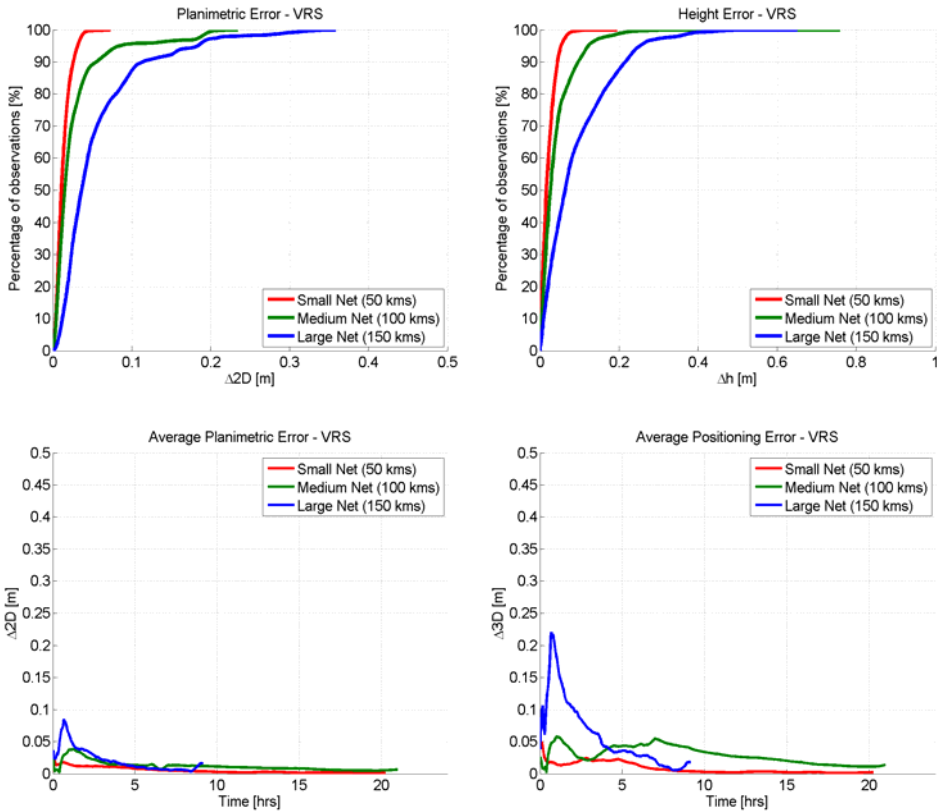 Planimetric Error - VRS
100
90
80
70
60
50
40
30
20
10
0
Percentage of observations [%]
Small Net (50 kms)
Medium Net (100 kms)
Large Net (150 kms)
0 0.1 0.2 0.3 0.4 0.5
Δ2D [m]
Height Error - VRS
100
90
80
70
60
50
40
30
20
10
0
Percentage of observations [%]
Small Net (50 kms)
Medium Net (100 kms)
Large Net (150 kms)
0 0.2 0.4 0.6 0.8 1
Δh [m]
Average Planimetric Error - VRS
0.5
0.45
0.4
0.35
0.3
0.25
0.2
0.15
0.1
0.05
0
Δ2D [m]
Small Net (50 kms)
Medium Net (100 kms)
Large Net (150 kms)
0 5 10 15 20
Time [hrs]
Average Positioning Error - VRS
0.5
0.45
0.4
0.35
0.3
0.25
0.2
0.15
0.1
0.05
0
Δ3D [m]
Small Net (50 kms)
Medium Net (100 kms)
Large Net (150 kms)
0 5 10 15 20
Time [hrs]